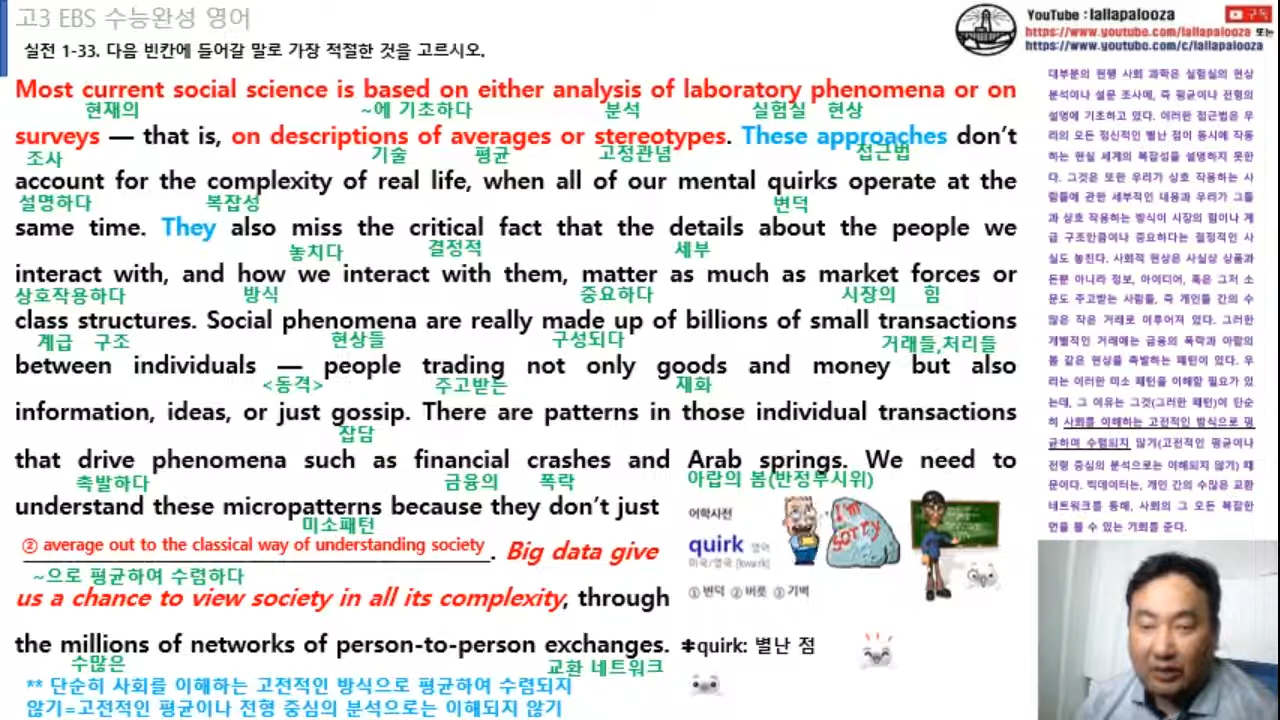 고3 EBS 수능완성 영어
YouTube : lallapalooza
구독
https://www.youtube.com/lallapalooza 또는
https://www.youtube.com/c/lallapalooza
실전 1-33. 다음 빈칸에 들어갈 말로 가장 적절한 것을 고르시오.
Most current social science is based on either analysis of laboratory phenomena or on
현재의 ~에 기초하다 분석 실험실 현상
surveys — that is, on descriptions of averages or stereotypes. These approaches don't
조사 기술 평균 고정관념 접근법
account for the complexity of real life, when all of our mental quirks operate at the
설명하다 복잡성 변덕
same time. They also miss the critical fact that the details about the people we
놓치다 결정적 세부
interact with, and how we interact with them, matter as much as market forces or
상호작용하다 방식 중요하다 시장의 힘
class structures. Social phenomena are really made up of billions of small transactions
계급 구조 현상들 구성되다 거래들,처리들
between individuals — people trading not only goods and money but also
<동격> 주고받는 재화
information, ideas, or just gossip. There are patterns in those individual transactions
잡담
that drive phenomena such as financial crashes and Arab springs. We need to
촉발하다 금융의 폭락 아랍의 봄(반정부시위)
understand these micropatterns because they don't just
미소패턴
② average out to the classical way of understanding society. Big data give
~으로 평균하여 수렴하다
us a chance to view society in all its complexity, through
the millions of networks of person-to-person exchanges. *quirk: 별난 점
수많은 교환 네트워크
** 단순히 사회를 이해하는 고전적인 방식으로 평균하여 수렴되지
않기=고전적인 평균이나 전형 중심의 분석으로는 이해되지 않기
어학사전
quirk 영어
미국/영국 [kwɜːrk]
①변덕 ②버릇 ③기벽
I'm
sorry
대부분의 현행 사회 과학은 실험실의 현상
분석이나 설문 조사에, 즉 평균이나 전형의
설명에 기초하고 있다. 이러한 접근법은 우
리의 모든 정신적인 별난 점이 동시에 작동
하는 현실 세계의 복잡성을 설명하지 못한
다. 그것은 또한 우리가 상호 작용하는 사
람들에 관한 세부적인 내용과 우리가 그들
과 상호 작용하는 방식이 시장의 힘이나 계
급 구조만큼이나 중요하다는 결정적인 사
실도 놓친다. 사회적 현상은 사실상 상품과
돈뿐 아니라 정보, 아이디어, 혹은 그저 소
문도 주고받는 사람들, 즉 개인들 간의 수
많은 작은 거래로 이루어져 있다. 그러한
개별적인 거래에는 금융의 폭락과 아랍의
봄 같은 현상을 촉발하는 패턴이 있다. 우
리는 이러한 미소 패턴을 이해할 필요가 있
는데, 그 이유는 그것(그러한 패턴)이 단순
히 사회를 이해하는 고전적인 방식으로 평
균하여 수렴되지 않기(고전적인 평균이나
전형 중심의 분석으로는 이해되지 않기) 때
문이다. 빅데이터는, 개인 간의 수많은 교환
네트워크를 통해, 사회의 그 모든 복잡한
면을 볼 수 있는 기회를 준다.